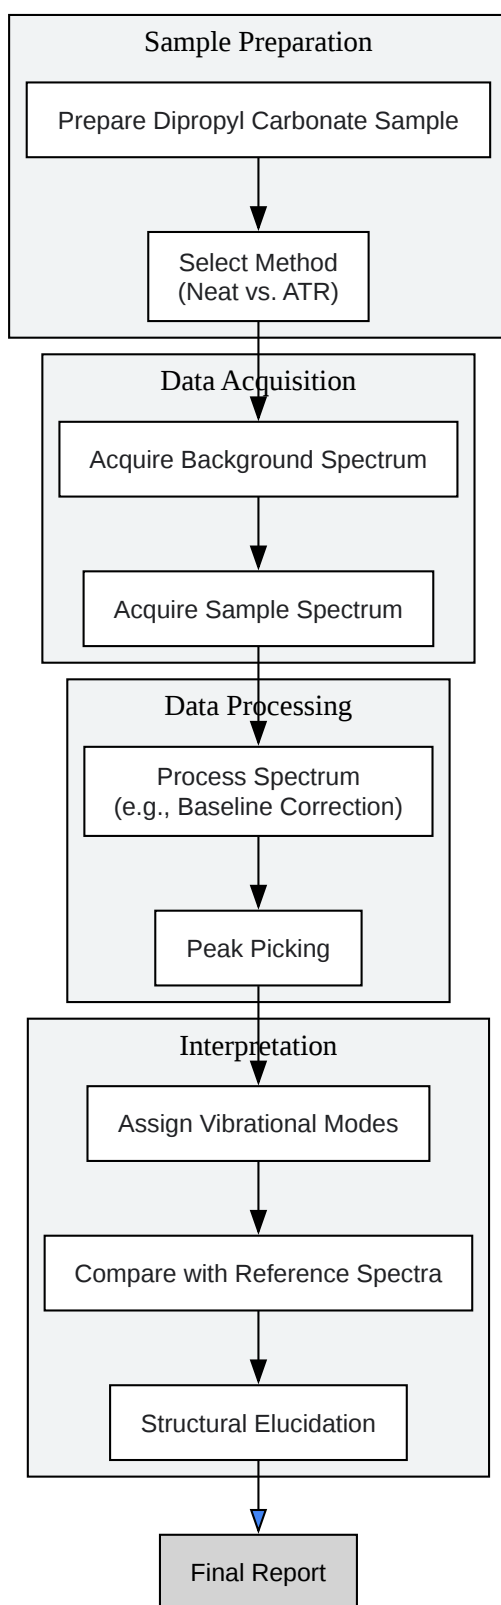 Sample Preparation
Prepare Dipropyl Carbonate Sample
Select Method
(Neat vs. ATR)
Data Acquisition
Acquire Background Spectrum
Acquire Sample Spectrum
Data Processing
Process Spectrum
(e.g., Baseline Correction)
Peak Picking
Interpretation
Assign Vibrational Modes
Compare with Reference Spectra
Structural Elucidation
Final Report